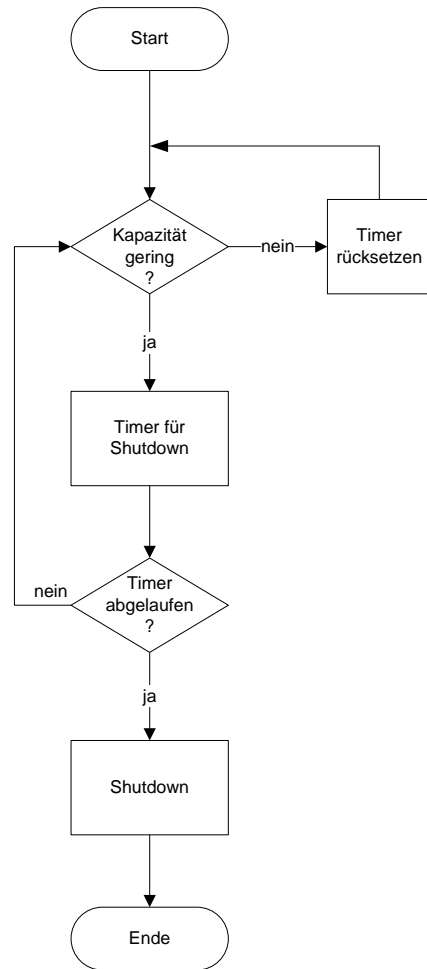 Start
Kapazität
gering
?
nein
Timer
rücksetzen
ja
Timer für
Shutdown
nein
Timer
abgelaufen
?
ja
Shutdown
Ende